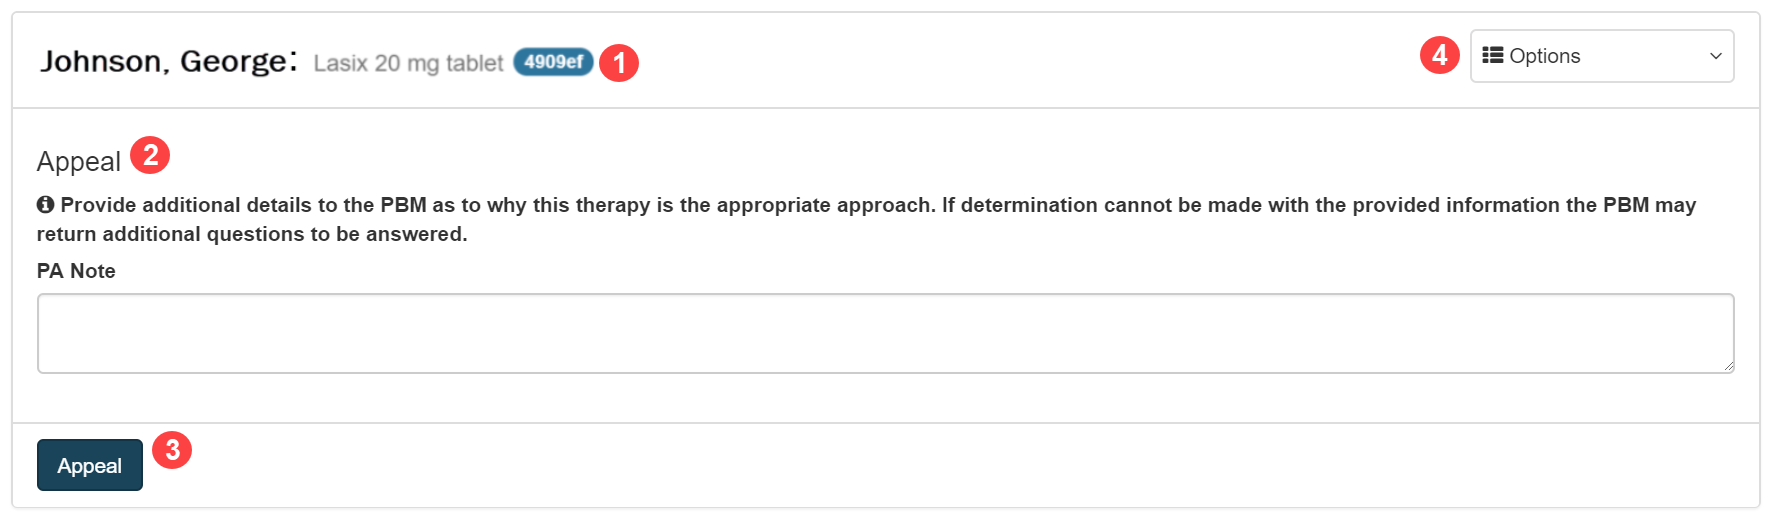 Johnson, George: Lasix 20 mg tablet 4909ef 1
4 Options
Appeal 2
Provide additional details to the PBM as to why this therapy is the appropriate approach. If determination cannot be made with the provided information the PBM may
return additional questions to be answered.
PA Note
Appeal 3